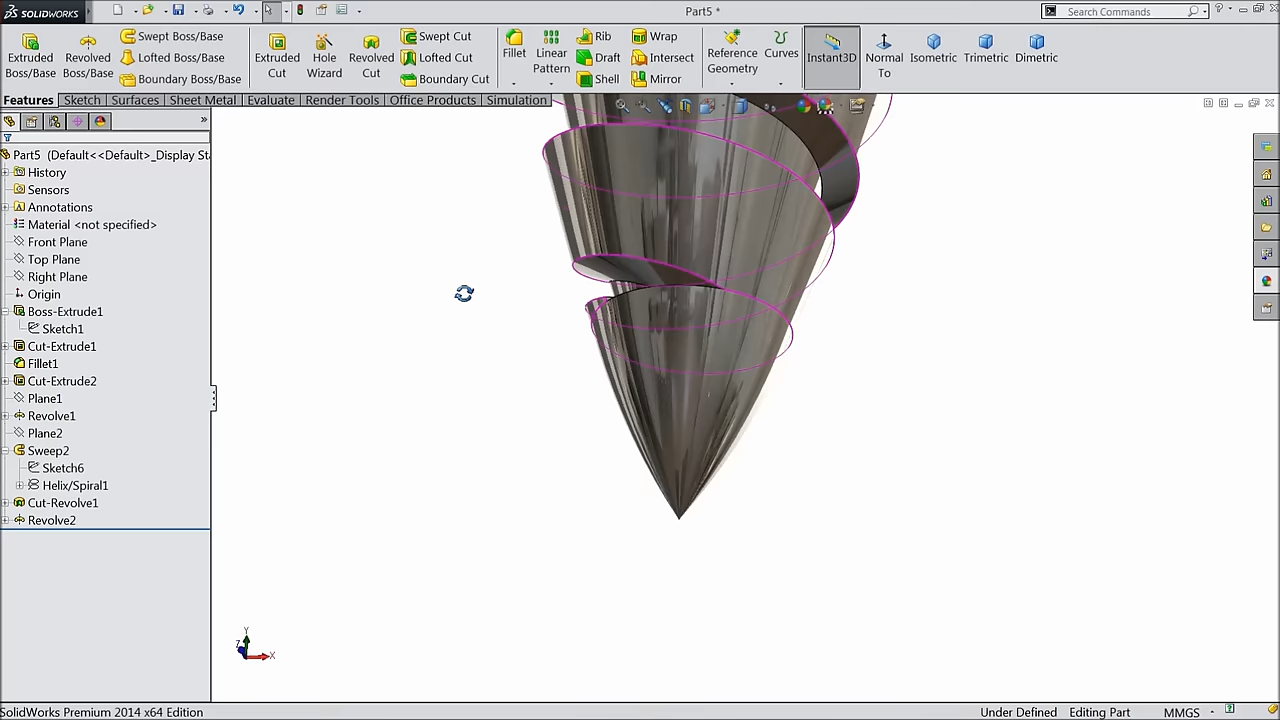 SOLIDWORKS
Part5 *
Search Commands
?
Extruded Boss/Base
Revolved Boss/Base
Swept Boss/Base
Lofted Boss/Base
Boundary Boss/Base
Extruded Cut
Hole Wizard
Revolved Cut
Swept Cut
Lofted Cut
Boundary Cut
Fillet
Linear Pattern
Rib
Draft
Shell
Wrap
Intersect
Mirror
Reference Geometry
Curves
Instant3D
Normal To
Isometric
Trimetric
Dimetric
Features
Sketch
Surfaces
Sheet Metal
Evaluate
Render Tools
Office Products
Simulation
»
Part5 (Default<<Default>_Display St
History
Sensors
Annotations
Material <not specified>
Front Plane
Top Plane
Right Plane
Origin
Boss-Extrude1
Sketch1
Cut-Extrude1
Fillet1
Cut-Extrude2
Plane1
Revolve1
Plane2
Sweep2
Sketch6
Helix/Spiral1
Cut-Revolve1
Revolve2
Y
Z
X
SolidWorks Premium 2014 x64 Edition
Under Defined
Editing Part
MMGS
?